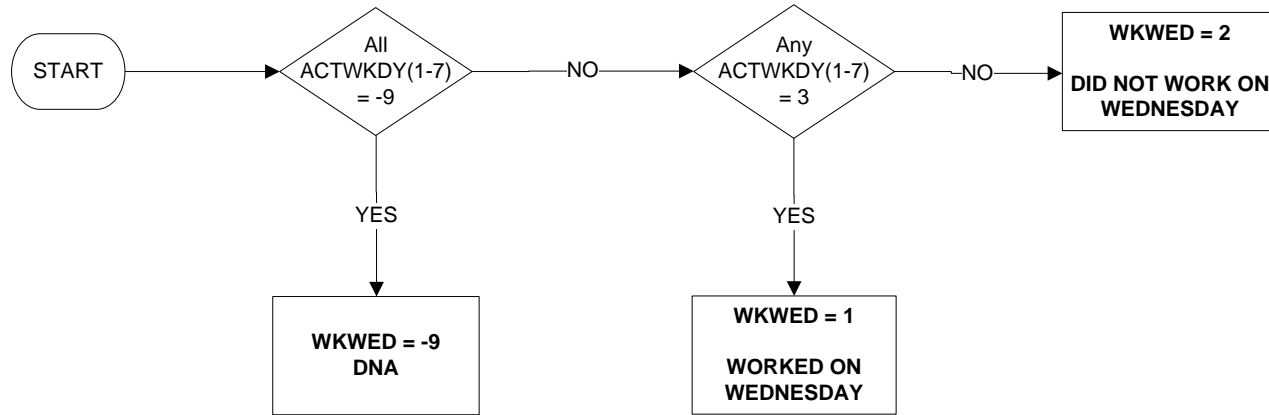 START
All
ACTWKDY(1-7)
= -9
NO
Any
ACTWKDY(1-7)
= 3
NO
WKWED = 2
DID NOT WORK ON
WEDNESDAY
YES
YES
WKWED = -9
DNA
WKWED = 1
WORKED ON
WEDNESDAY